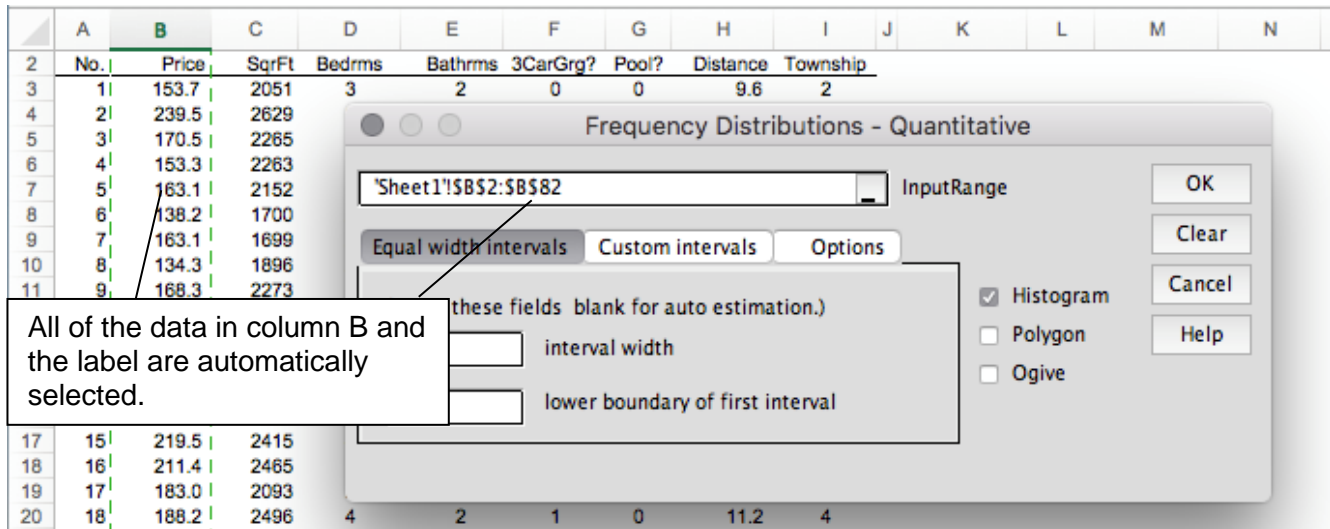 A B C D E F G H I J K L M N
2 No. Price SqrFt Bedrms Bathrms 3CarGrg? Pool? Distance Township
3 1 153.7 2051 3 2 0 0 9.6 2
4 2 239.5 2629
5 3 170.5 2265
6 4 153.3 2263
7 5 163.1 2152
8 6 138.2 1700
9 7 163.1 1699
10 8 134.3 1896
11 9 168.3 2273
17 15 219.5 2415
18 16 211.4 2465
19 17 183.0 2093
20 18 188.2 2496 4 2 1 0 11.2 4
All of the data in column B and
the label are automatically
selected.
Frequency Distributions - Quantitative
'Sheet1'!$B$2:$B$82 InputRange
Equal width intervals Custom intervals Options
these fields blank for auto estimation.)
interval width
lower boundary of first interval
Histogram
Polygon
Ogive
OK
Clear
Cancel
Help